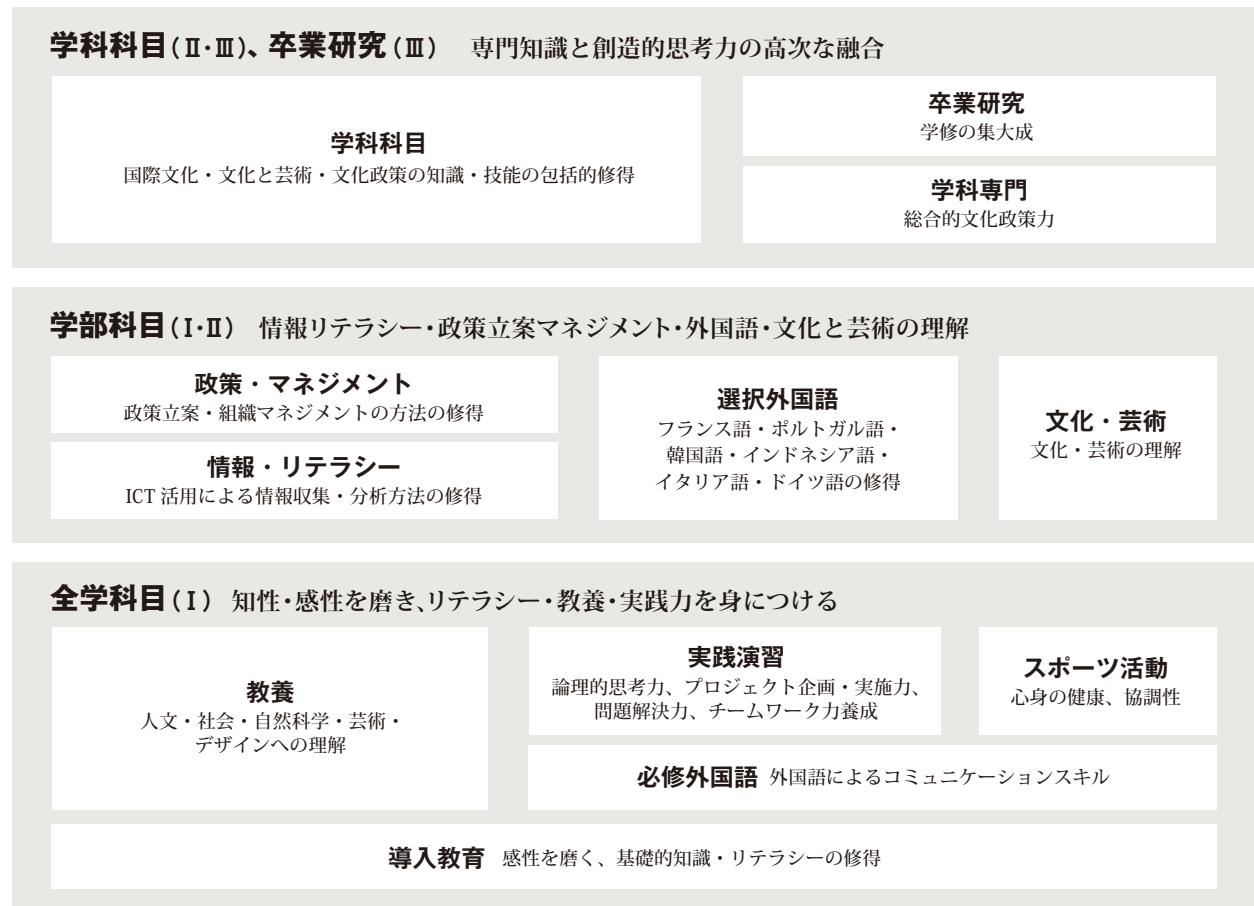 学科科目(Ⅱ・Ⅲ)、卒業研究(Ⅲ) 専門知識と創造的思考力の高次な融合
学科科目
国際文化・文化と芸術・文化政策の知識・技能の包括的修得
卒業研究
学修の集大成
学科専門
総合的文化政策力
学部科目(Ⅰ・Ⅱ) 情報リテラシー・政策立案マネジメント・外国語・文化と芸術の理解
政策・マネジメント
政策立案・組織マネジメントの方法の修得
情報・リテラシー
ICT 活用による情報収集・分析方法の修得
選択外国語
フランス語・ポルトガル語・
韓国語・インドネシア語・
イタリア語・ドイツ語の修得
文化・芸術
文化・芸術の理解
全学科目(Ⅰ) 知性・感性を磨き、リテラシー・教養・実践力を身につける
教養
人文・社会・自然科学・芸術・
デザインへの理解
実践演習
論理的思考力、プロジェクト企画・実施力、
問題解決力、チームワーク力養成
スポーツ活動
心身の健康、協調性
必修外国語 外国語によるコミュニケーションスキル
導入教育 感性を磨く、基礎的知識・リテラシーの修得